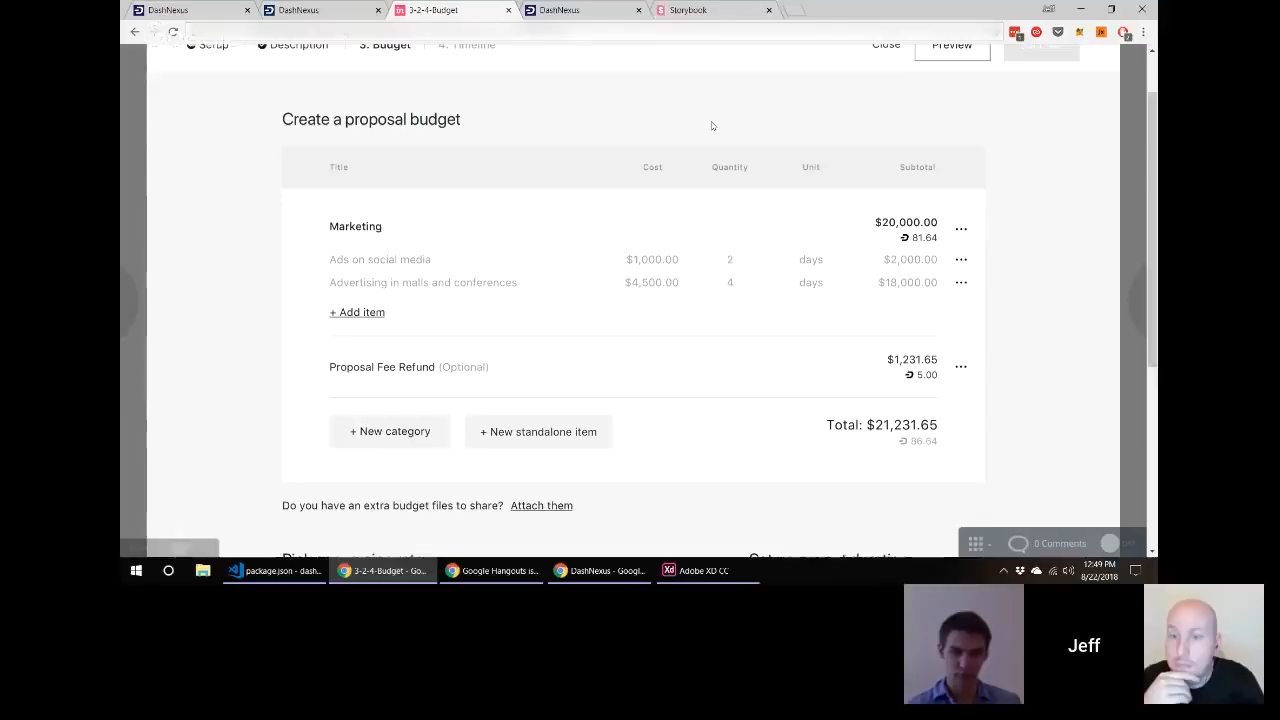 DashNexus
DashNexus
3-2-4-Budget
DashNexus
Storybook
Setup
Description
3. Budget
4. Timeline
Close
Preview
Create a proposal budget
Title Cost Quantity Unit Subtotal
Marketing $20,000.00
81.64
Ads on social media $1,000.00 2 days $2,000.00
Advertising in malls and conferences $4,500.00 4 days $18,000.00
+ Add item
Proposal Fee Refund (Optional) $1,231.65
5.00
+ New category + New standalone item Total: $21,231.65
86.64
Do you have an extra budget files to share? Attach them
0 Comments
package.json - dash...
3-2-4-Budget - Go...
Google Hangouts is...
DashNexus - Googl...
Xd Adobe XD CC
12:49 PM
8/22/2018
Jeff